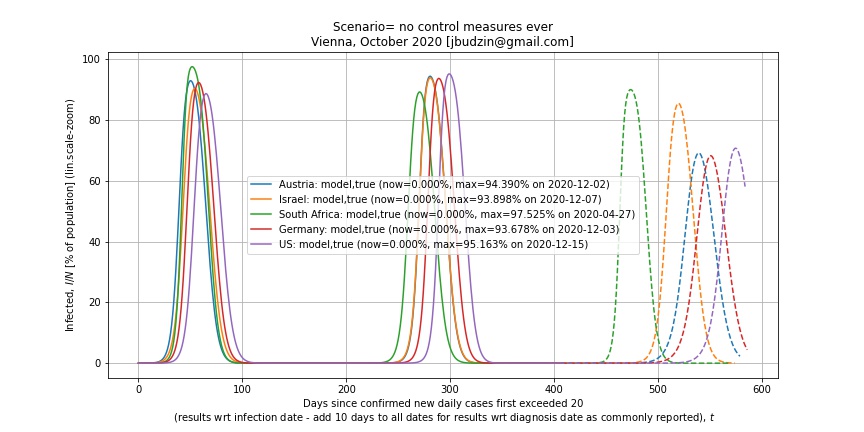 Scenario= no control measures ever
Vienna, October 2020 [jbudzin@gmail.com]
100
80
60
40
20
0
Infected, I/N [% of population] (lin.scale-zoom)
Austria: model,true (now=0.000%, max=94.390% on 2020-12-02)
Israel: model,true (now=0.000%, max=93.898% on 2020-12-07)
South Africa: model,true (now=0.000%, max=97.525% on 2020-04-27)
Germany: model,true (now=0.000%, max=93.678% on 2020-12-03)
US: model,true (now=0.000%, max=95.163% on 2020-12-15)
0 100 200 300 400 500 600
Days since confirmed new daily cases first exceeded 20
(results wrt infection date - add 10 days to all dates for results wrt diagnosis date as commonly reported), t